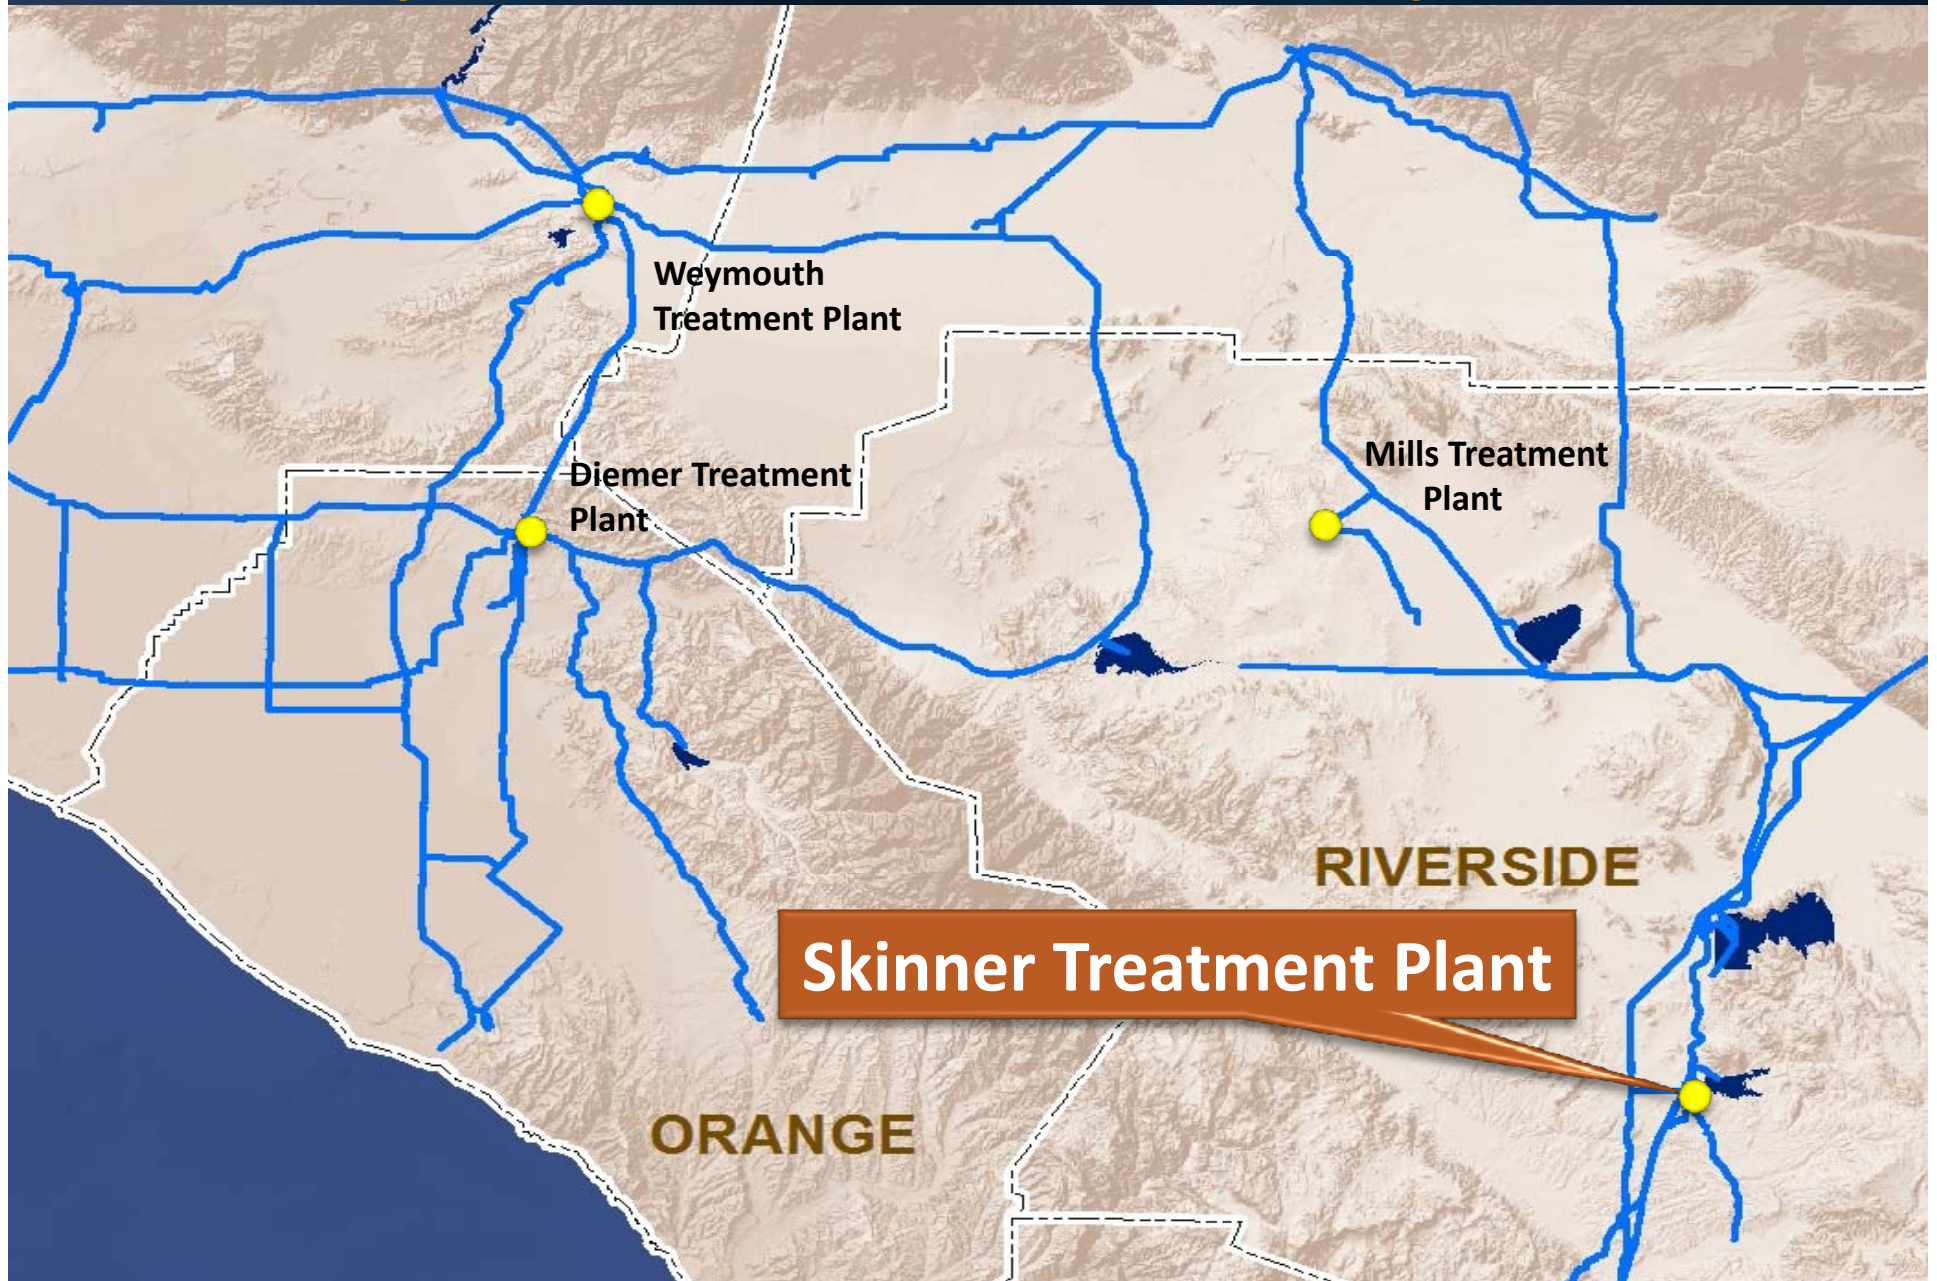 Weymouth
Treatment Plant
Diemer Treatment
Plant
Mills Treatment
Plant
RIVERSIDE
Skinner Treatment Plant
ORANGE